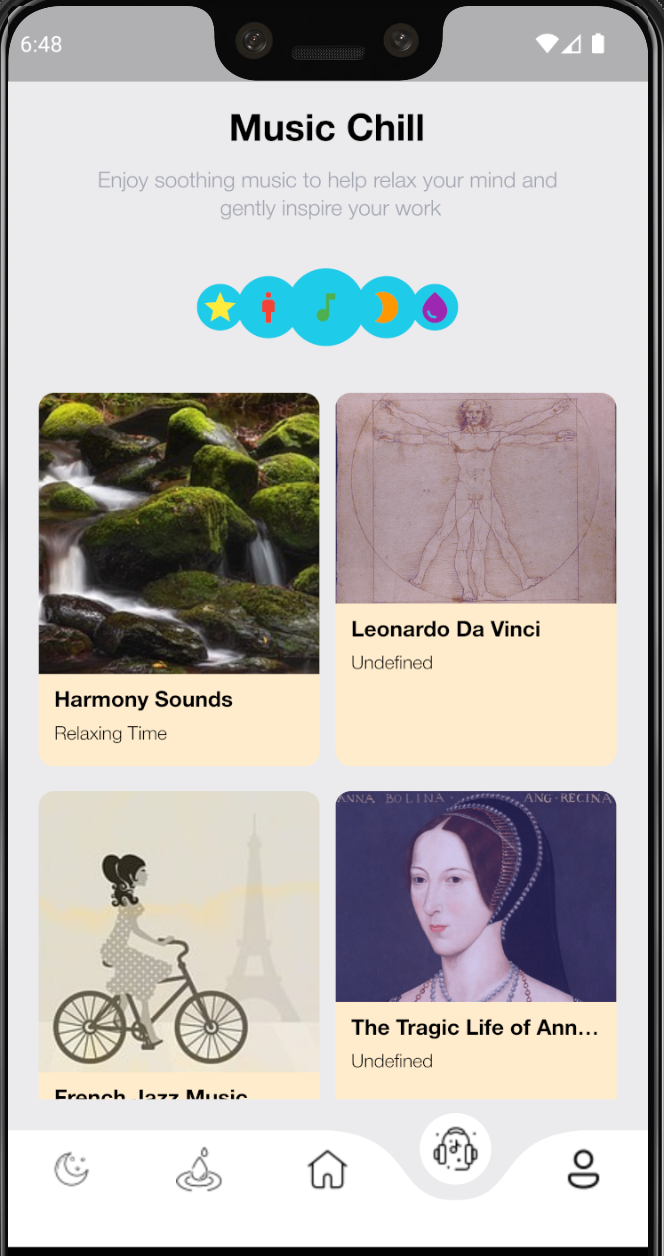 6:48
Music Chill
Enjoy soothing music to help relax your mind and
gently inspire your work
Leonardo Da Vinci
Undefined
Harmony Sounds
Relaxing Time
ANNA BOLINA · ANG · REGINA
The Tragic Life of Ann...
Undefined
French Jazz Music